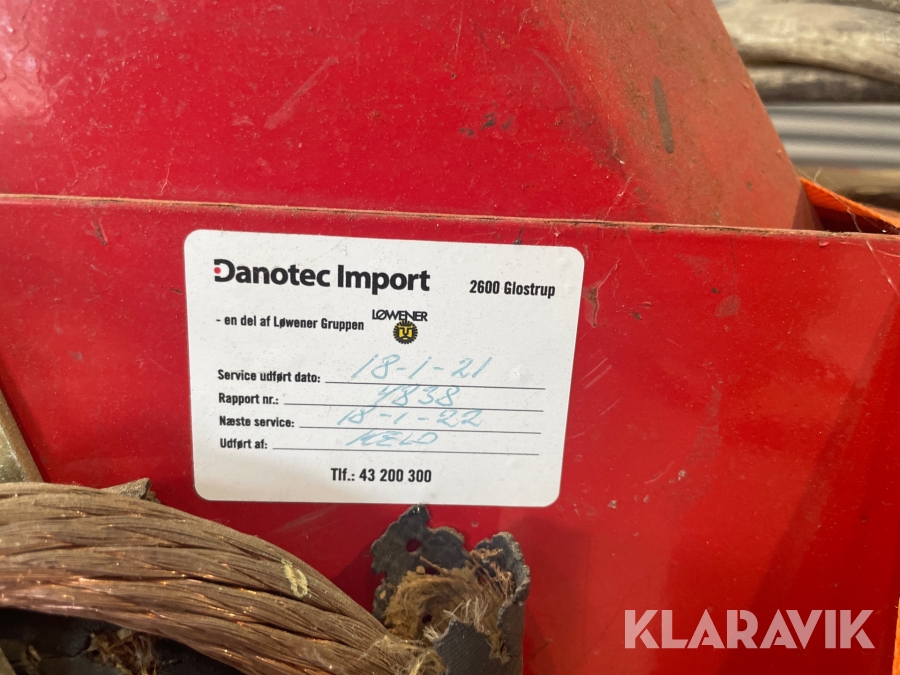 Danotec Import
2600 Glostrup
- en del af Løwener Gruppen
LØWENER
Service udført dato: 18-1-21
Rapport nr.: 4838
Næste service: 18-1-22
Udført af: KELD
Tlf.: 43 200 300
KLARAVIK